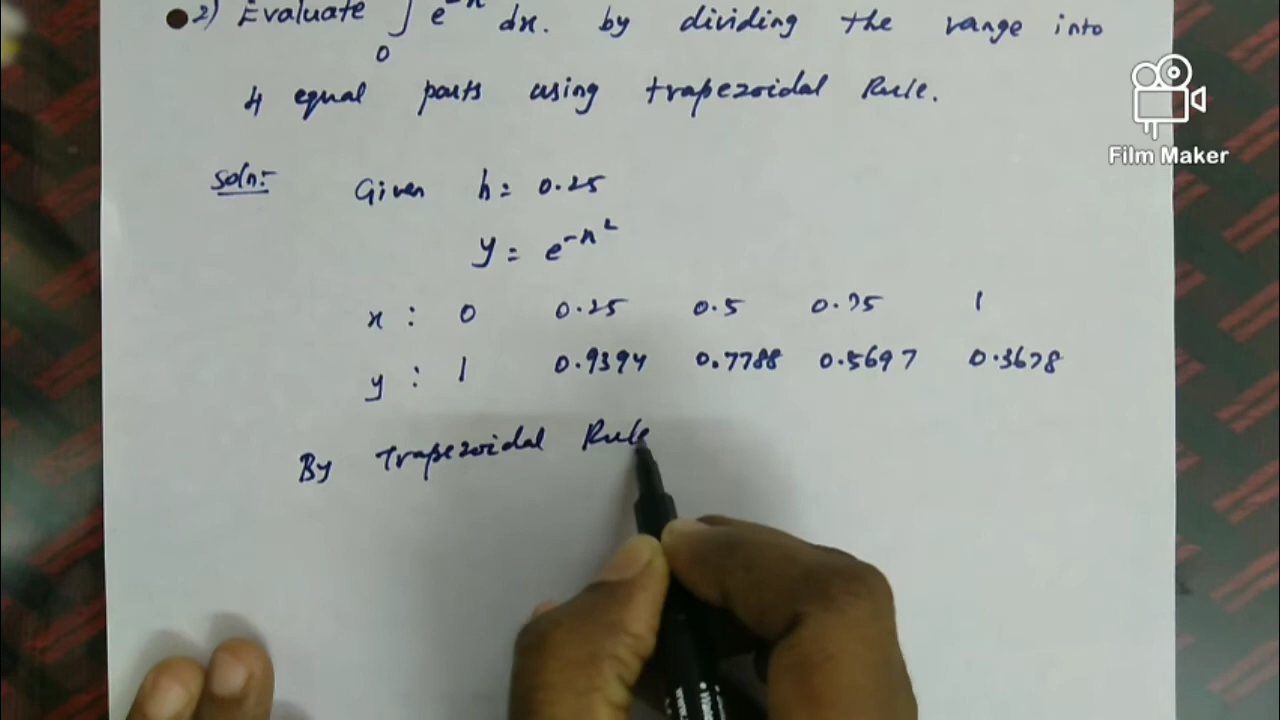 2) Evaluate ∫ e^-x dx. by dividing the range into
0
4 equal parts using trapezoidal Rule.
Film Maker
Soln:- Given h = 0.25
y = e^-x²
x : 0 0.25 0.5 0.75 1
y : 1 0.9394 0.7788 0.5697 0.3678
By Trapezoidal Rule